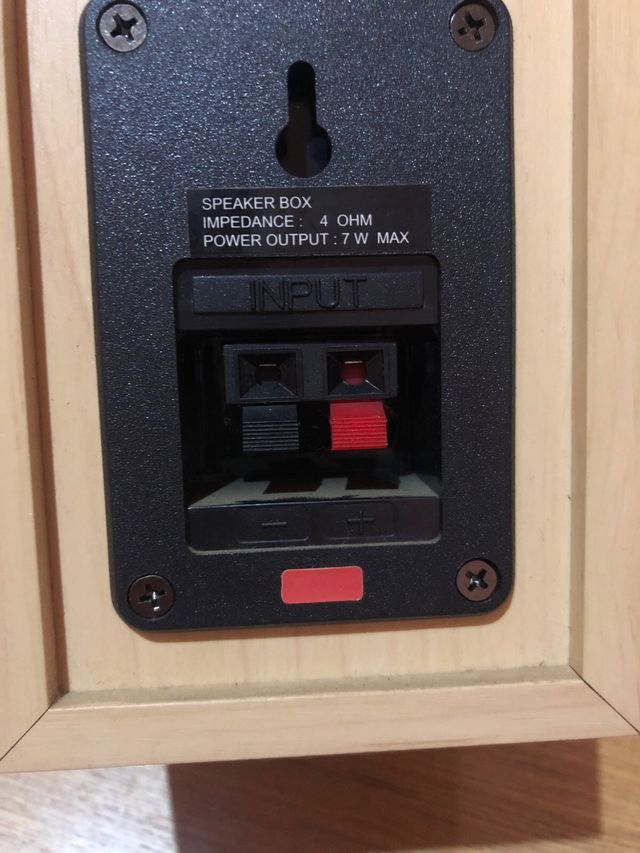 SPEAKER BOX
IMPEDANCE : 4 OHM
POWER OUTPUT : 7 W MAX
INPUT
- +